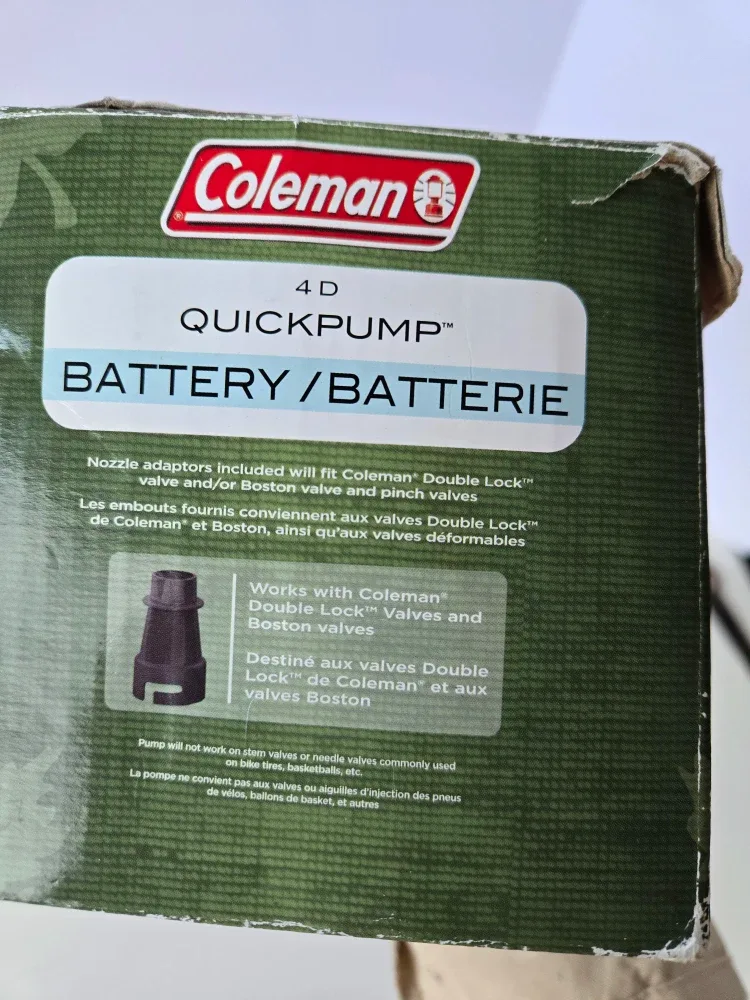 Coleman®
4D
QUICKPUMP™
BATTERY / BATTERIE
Nozzle adaptors included will fit Coleman® Double Lock™
valve and/or Boston valve and pinch valves
Les embouts fournis conviennent aux valves Double Lock™
de Coleman® et Boston, ainsi qu'aux valves déformables
Works with Coleman®
Double Lock™ Valves and
Boston valves
Destiné aux valves Double
Lock™ de Coleman® et aux
valves Boston
Pump will not work on stem valves or needle valves commonly used
on bike tires, basketballs, etc.
La pompe ne convient pas aux valves ou aiguilles d'injection des pneus
de vélos, ballons de basket, et autres